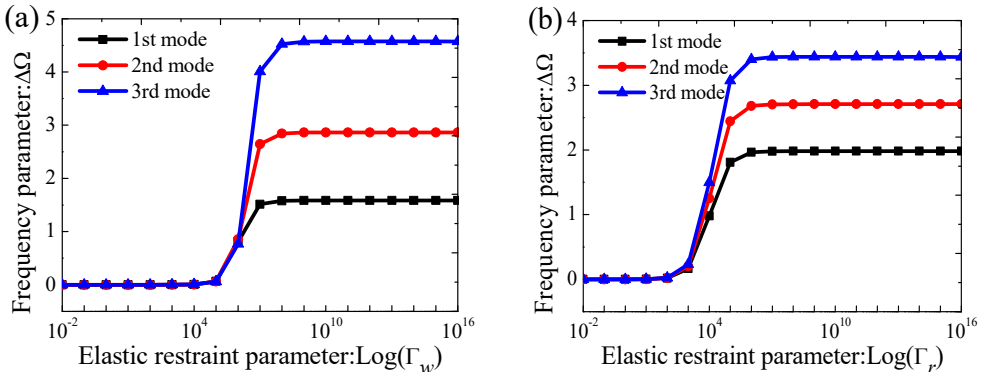 (a)
5
4
3
2
1
0
Frequency parameter:ΔΩ
1st mode
2nd mode
3rd mode
10^-2
10^4
10^10
10^16
Elastic restraint parameter:Log(Γ_w)
(b)
4
3
2
1
0
Frequency parameter:ΔΩ
1st mode
2nd mode
3rd mode
10^-2
10^4
10^10
10^16
Elastic restraint parameter:Log(Γ_r)